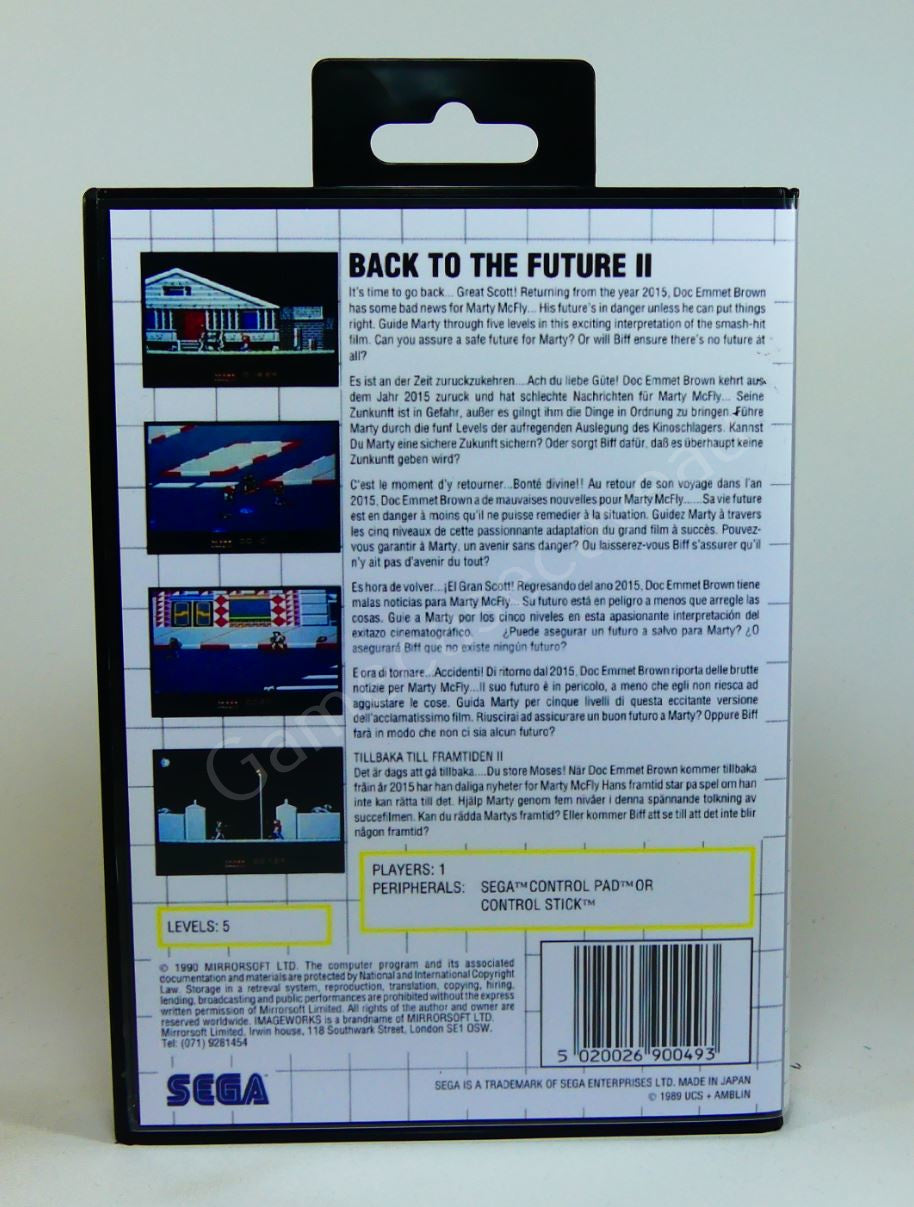 BACK TO THE FUTURE II
It's time to go back... Great Scott! Returning from the year 2015, Doc Emmet Brown
has some bad news for Marty McFly... His future's in danger unless he can put things
right. Guide Marty through five levels in this exciting interpretation of the smash-hit
film. Can you assure a safe future for Marty? Or will Biff ensure there's no future at
all?
Es ist an der Zeit zuruckzukehren...Ach du liebe Güte! Doc Emmet Brown kehrt aus
dem Jahr 2015 zuruck und hat schlechte Nachrichten für Marty McFly... Seine
Zunkunft ist in Gefahr, außer es gilngt ihm die Dinge in Ordnung zu bringen. Führe
Marty durch die funf Levels der aufregenden Auslegung des Kinoschlagers. Kannst
Du Marty eine sichere Zukunft sichern? Oder sorgt Biff dafür, daß es überhaupt keine
Zunkunft geben wird?
C'est le moment d'y retourner...Bonté divine!! Au retour de son voyage dans l'an
2015, Doc Emmet Brown a de mauvaises nouvelles pour Marty McFly......Sa vie future
est en danger à moins qu'il ne puisse remedier à la situation. Guidez Marty à travers
les cinq niveaux de cette passionnante adaptation du grand film à succès. Pouvez-
vous garantir à Marty, un avenir sans danger? Ou laisserez-vous Biff s'assurer qu'il
n'y ait pas d'avenir du tout?
Es hora de volver... ¡El Gran Scott! Regresando del ano 2015, Doc Emmet Brown tiene
malas noticias para Marty McFly... Su futuro está en peligro a menos que arregle las
cosas. Guie a Marty por los cinco niveles en esta apasionante interpretación del
exitazo cinematográfico. ¿Puede asegurar un futuro a salvo para Marty? ¿O
asegurará Biff que no existe ningún futuro?
E ora di tornare...Accidenti! Di ritorno dal 2015, Doc Emmet Brown riporta delle brutte
notizie per Marty McFly...Il suo futuro è in pericolo, a meno che egli non riesca ad
aggiustare le cose. Guida Marty per cinque livelli di questa eccitante versione
dell'acclamatissimo film. Riuscirai ad assicurare un buon futuro a Marty? Oppure Biff
farà in modo che non ci sia alcun futuro?
TILLBAKA TILL FRAMTIDEN II
Det är dags att gå tillbaka....Du store Moses! När Doc Emmet Brown kommer tillbaka
fråin år 2015 har han daliga nyheter for Marty McFly Hans framtid star pa spel om han
inte kan rätta till det. Hjälp Marty genom fem nivåer i denna spännande tolkning av
succefilmen. Kan du rädda Martys framtid? Eller kommer Biff att se till att det inte blir
någon framtid?
PLAYERS: 1
PERIPHERALS: SEGA™ CONTROL PAD™ OR
CONTROL STICK™
LEVELS: 5
© 1990 MIRRORSOFT LTD. The computer program and its associated
documentation and materials are protected by National and International Copyright
Law. Storage in a retreval system, reproduction, translation, copying, hiring,
lending, broadcasting and public performances are prohibited without the express
written permission of Mirrorsoft Limited. All rights of the author and owner are
reserved worldwide. IMAGEWORKS is a brandname of MIRRORSOFT LTD.
Mirrorsoft Limited, Irwin house, 118 Southwark Street, London SE1 OSW.
Tel: (071) 9281454
5 020026 900493
SEGA
SEGA IS A TRADEMARK OF SEGA ENTERPRISES LTD. MADE IN JAPAN
© 1989 UCS + AMBLIN